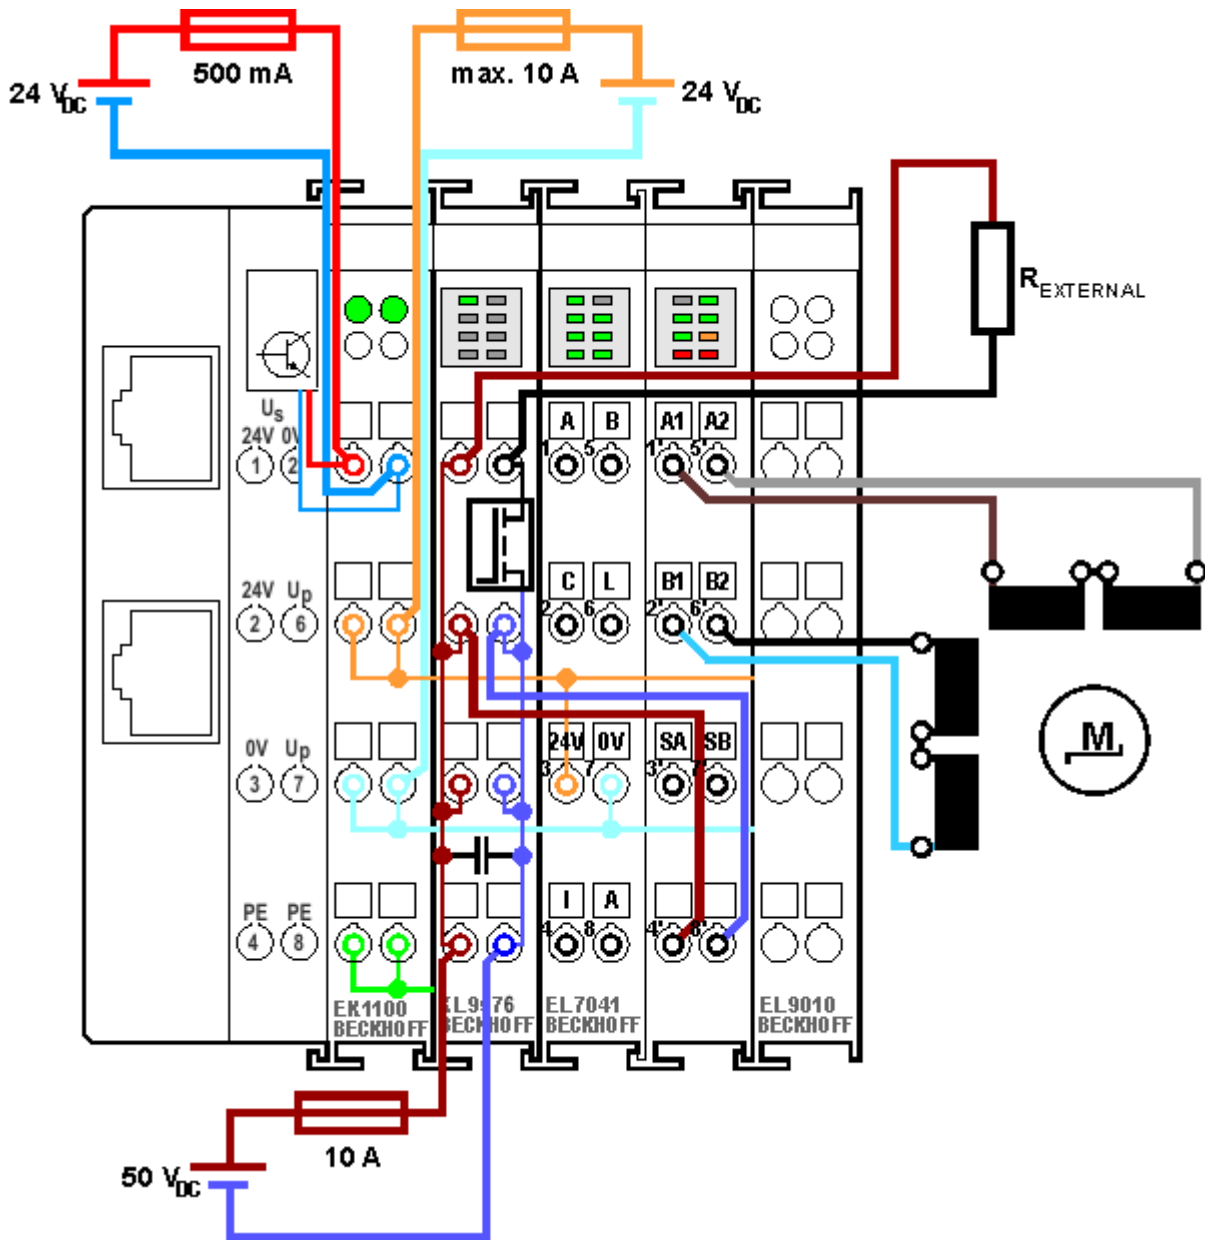 500 mA
max. 10 A
24 VDC
24 VDC
REXTERNAL
Us
24V 0V
1 2
A B
A1 A2
1 5
1' 5'
24V Up
2 6
C L
B1 B2
2 6
2' 6'
0V Up
3 7
24V 0V
SA SB
3 7
3' 7'
PE PE
4 8
I A
4 8
4' 8'
EK1100
BECKHOFF
BECKHOFF
EL7041
BECKHOFF
EL9010
BECKHOFF
M
10 A
50 VDC